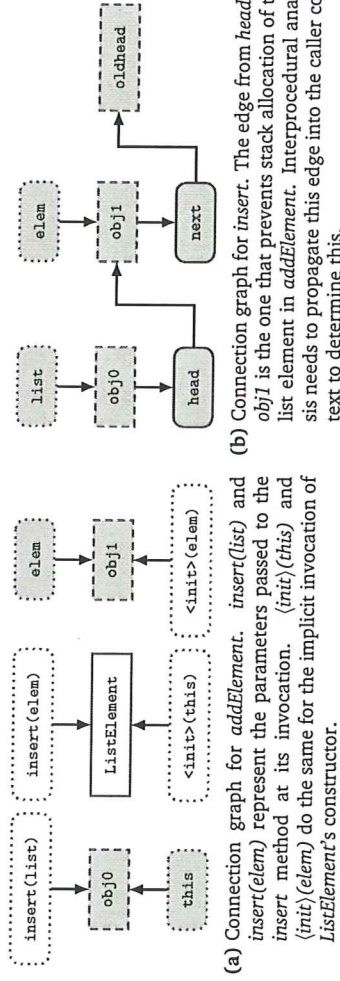 insert(list)
insert(elem)
elem
obj0
ListElement
obj1
this
<init>(this)
<init>(elem)
(a) Connection graph for addElement. insert(list) and
insert(elem) represent the parameters passed to the
insert method at its invocation. ⟨init⟩(this) and
⟨init⟩(elem) do the same for the implicit invocation of
ListElement's constructor.
list
elem
obj0
obj1
oldhead
head
next
(b) Connection graph for insert. The edge from head
obj1 is the one that prevents stack allocation of
list element in addElement. Interprocedural
sis needs to propagate this edge into the caller
text to determine this.